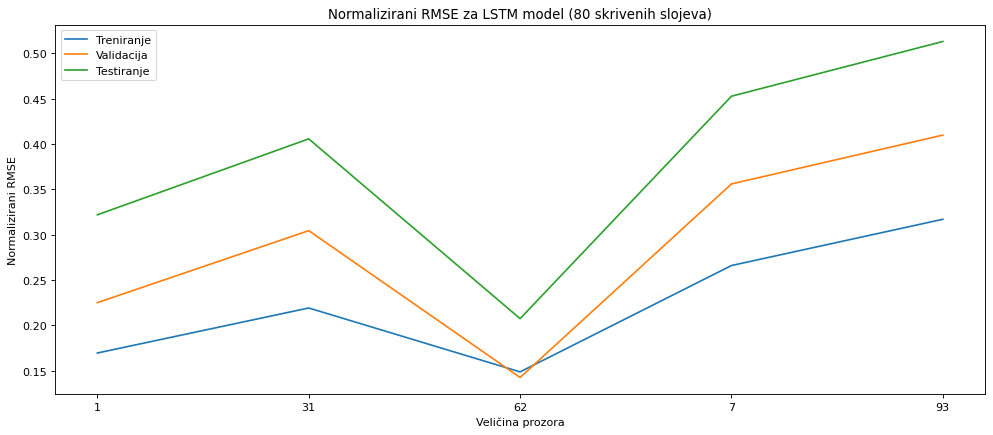 Normalizirani RMSE za LSTM model (80 skrivenih slojeva)
Treniranje
Validacija
Testiranje
Normalizirani RMSE
0.50
0.45
0.40
0.35
0.30
0.25
0.20
0.15
1 31 62 7 93
Veličina prozora